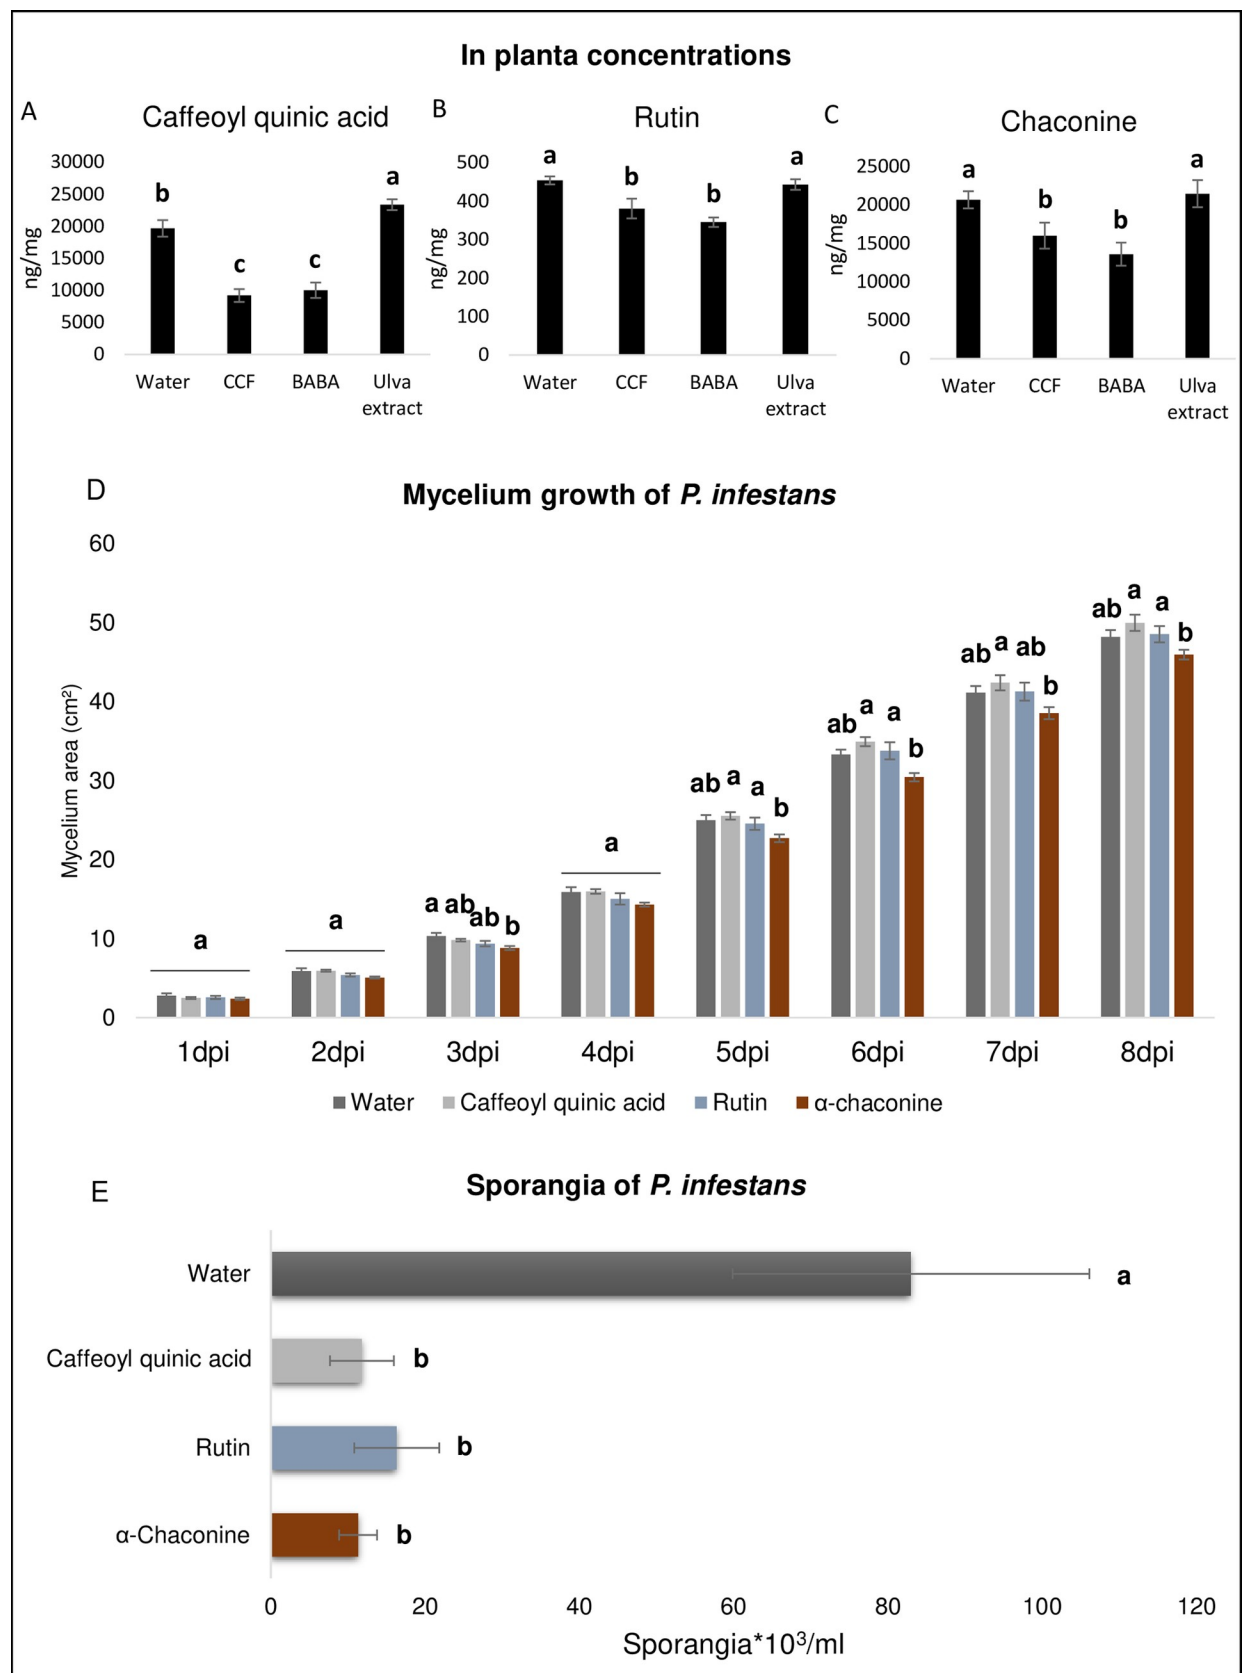 In planta concentrations
A
Caffeoyl quinic acid
30000
25000
20000
15000
10000
5000
0
ng/mg
b
c
c
a
Water
CCF
BABA
Ulva
extract
B
Rutin
500
400
300
200
100
0
ng/mg
a
b
b
a
Water
CCF
BABA
Ulva
extract
C
Chaconine
25000
20000
15000
10000
5000
0
ng/mg
a
b
b
a
Water
CCF
BABA
Ulva
extract
D
Mycelium growth of P. infestans
60
50
40
30
20
10
0
Mycelium area (cm²)
a
a
a ab ab b
a
ab a a b
ab a a b
ab a ab b
ab a a b
1dpi 2dpi 3dpi 4dpi 5dpi 6dpi 7dpi 8dpi
Water Caffeoyl quinic acid Rutin α-chaconine
E
Sporangia of P. infestans
Water a
Caffeoyl quinic acid b
Rutin b
α-Chaconine b
0 20 40 60 80 100 120
Sporangia*10³/ml